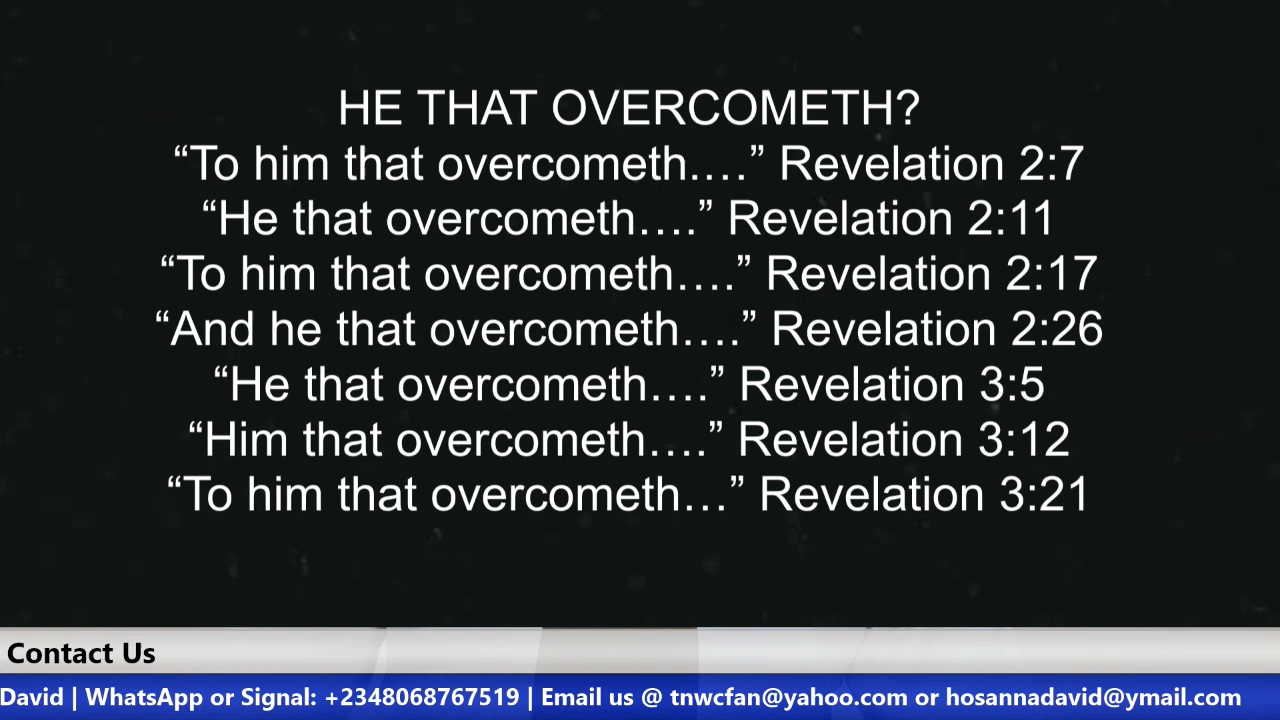 HE THAT OVERCOMETH?
“To him that overcometh….” Revelation 2:7
“He that overcometh….” Revelation 2:11
“To him that overcometh….” Revelation 2:17
“And he that overcometh….” Revelation 2:26
“He that overcometh….” Revelation 3:5
“Him that overcometh….” Revelation 3:12
“To him that overcometh…” Revelation 3:21
Contact Us
David | WhatsApp or Signal: +2348068767519 | Email us @ tnwcfan@yahoo.com or hosannadavid@ymail.com